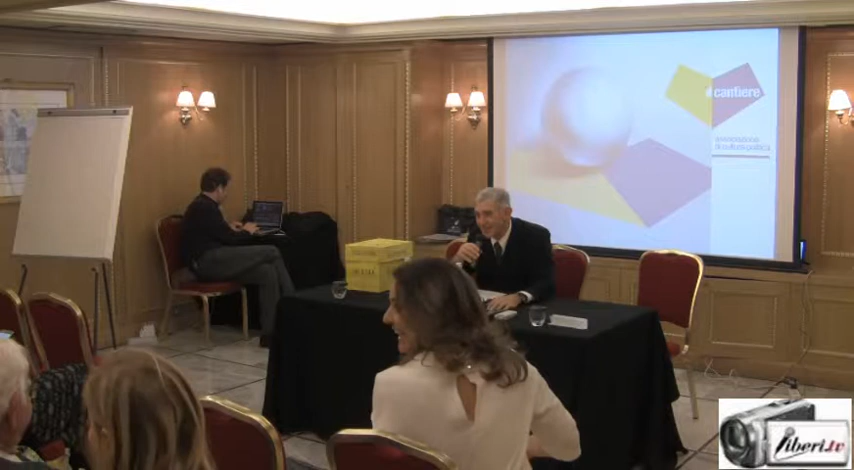 cantiere
associazione
di cultura politica
liberi.tv